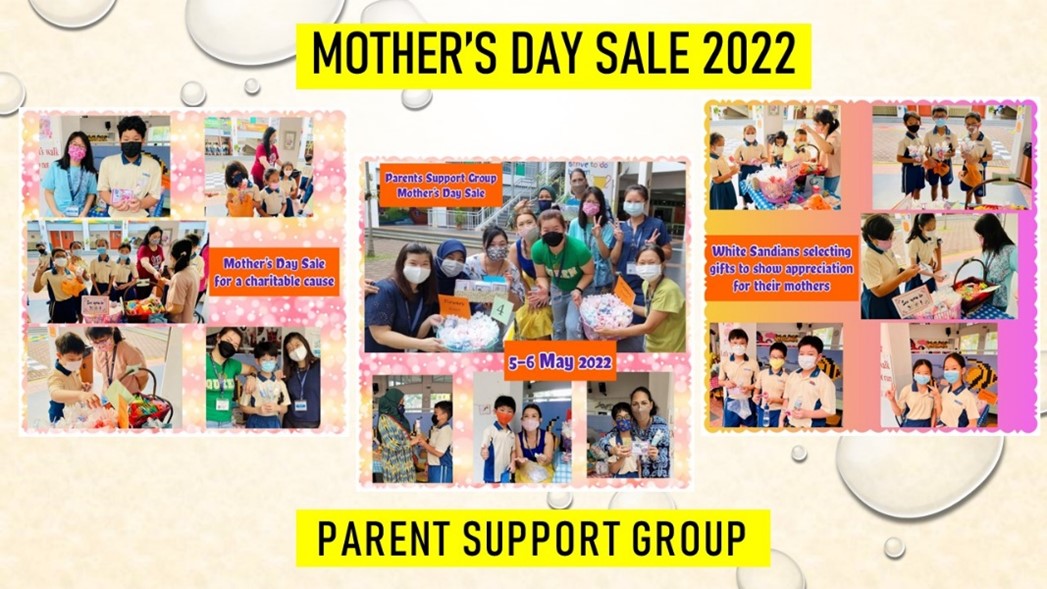 MOTHER'S DAY SALE 2022
Mother's Day Sale
for a charitable cause
Parents Support Group
Mother's Day Sale
4
5-6 May 2022
White Sandians selecting
gifts to show appreciation
for their mothers
PARENT SUPPORT GROUP